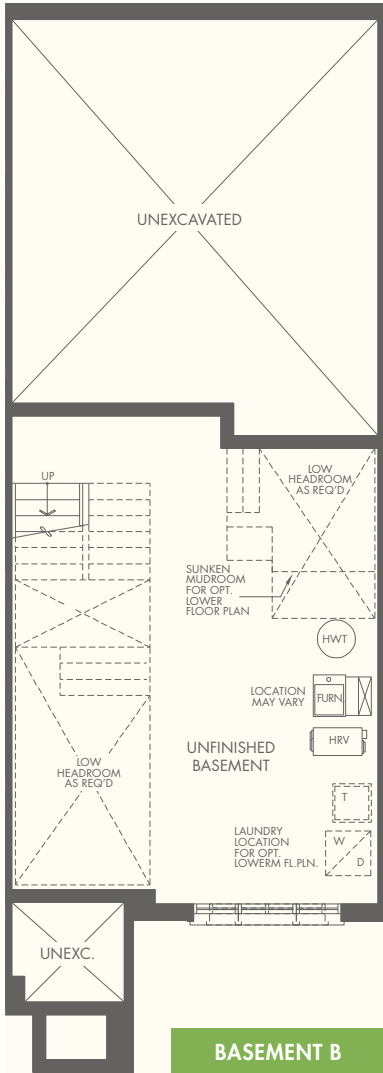 UNEXCAVATED
UP
LOW
HEADROOM
AS REQ'D
SUNKEN
MUDROOM
FOR OPT.
LOWER
FLOOR PLAN
HWT
LOCATION
MAY VARY
FURN
HRV
UNFINISHED
BASEMENT
LOW
HEADROOM
AS REQ'D
T
LAUNDRY
LOCATION
FOR OPT.
LOWERM FL.PLN.
W
D
UNEXC.
BASEMENT B